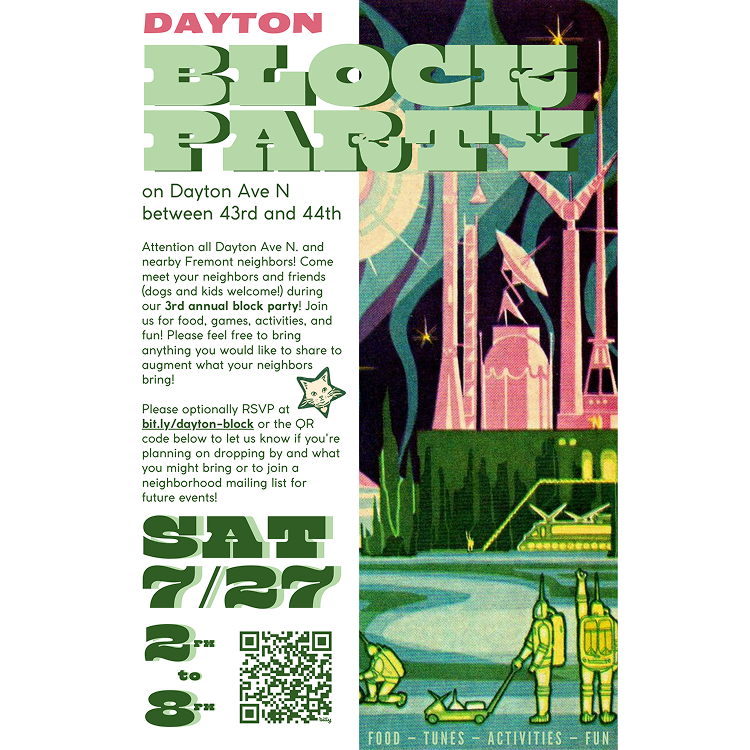 DAYTON
BLOCK
PARTY
on Dayton Ave N
between 43rd and 44th
Attention all Dayton Ave N. and
nearby Fremont neighbors! Come
meet your neighbors and friends
(dogs and kids welcome!) during
our 3rd annual block party! Join
us for food, games, activities, and
fun! Please feel free to bring
anything you would like to share to
augment what your neighbors
bring!
Please optionally RSVP at
bit.ly/dayton-block or the QR
code below to let us know if you're
planning on dropping by and what
you might bring or to join a
neighborhood mailing list for
future events!
SAT
7/27
2PM
to
8PM
bitly
FOOD – TUNES – ACTIVITIES – FUN